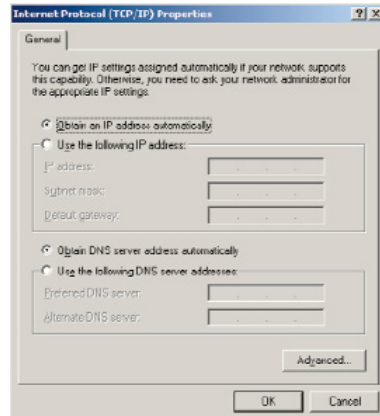 Internet Protocol (TCP/IP) Properties
General
You can get IP settings assigned automatically if your network supports
this capability. Otherwise, you need to ask your network administrator for
the appropriate IP settings.
Obtain an IP address automatically
Use the following IP address:
IP address:
Subnet mask:
Default gateway:
Obtain DNS server address automatically
Use the following DNS server addresses:
Preferred DNS server:
Alternate DNS server:
Advanced...
OK Cancel